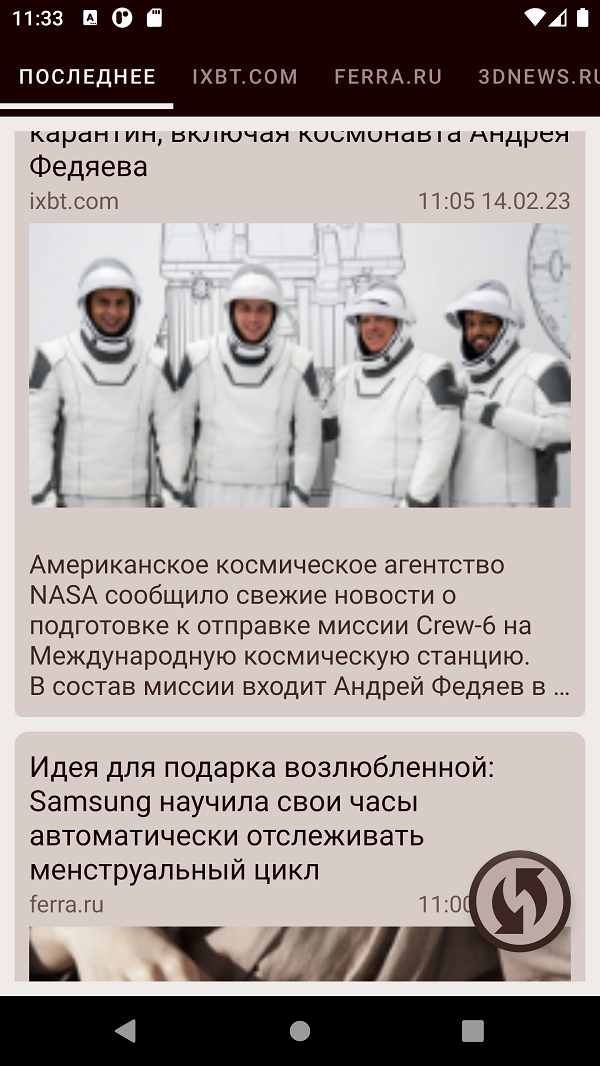 11:33
ПОСЛЕДНЕЕ IXBT.COM FERRA.RU 3DNEWS.RU
карантин, включая космонавта Андрея
Федяева
ixbt.com 11:05 14.02.23
Американское космическое агентство
NASA сообщило свежие новости о
подготовке к отправке миссии Crew-6 на
Международную космическую станцию.
В состав миссии входит Андрей Федяев в ...
Идея для подарка возлюбленной:
Samsung научила свои часы
автоматически отслеживать
менструальный цикл
ferra.ru 11:00